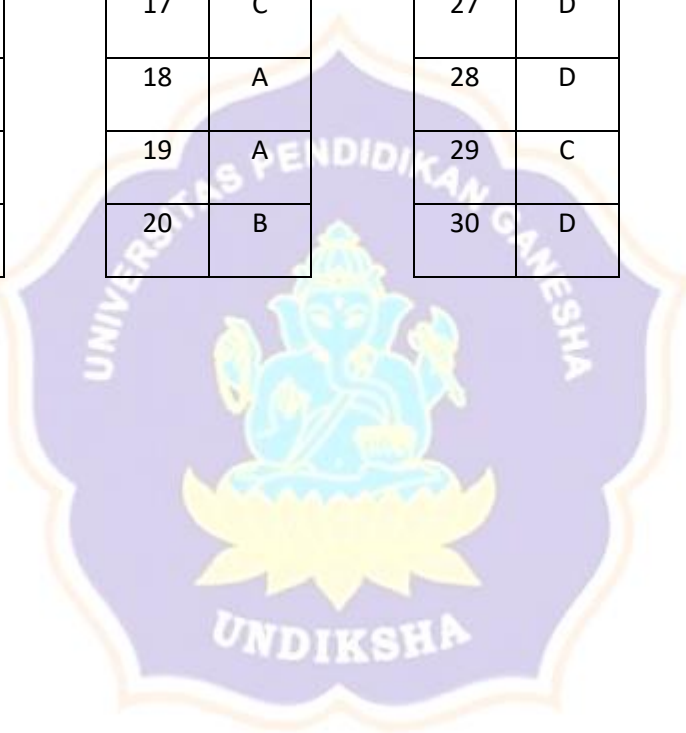 17 C 27 D
18 A 28 D
19 A 29 C
20 B 30 D
UNIVERSITAS PENDIDIKAN GANESHA
UNDIKSHA